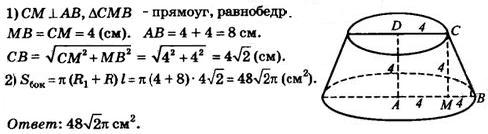 1) CM ⊥ AB, ΔCMB - прямоуг, равнобедр.
MB = CM = 4 (см). AB = 4 + 4 = 8 см.
CB = √(CM² + MB²) = √(4² + 4²) = 4√2 (см).
2) Sбок = π(R₁ + R) l = π(4 + 8) · 4√2 = 48√2π (см²).
Ответ: 48√2π см².
D 4 C
4 4
A 4 M 4 B